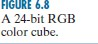 FIGURE 6.8
A 24-bit RGB
color cube.